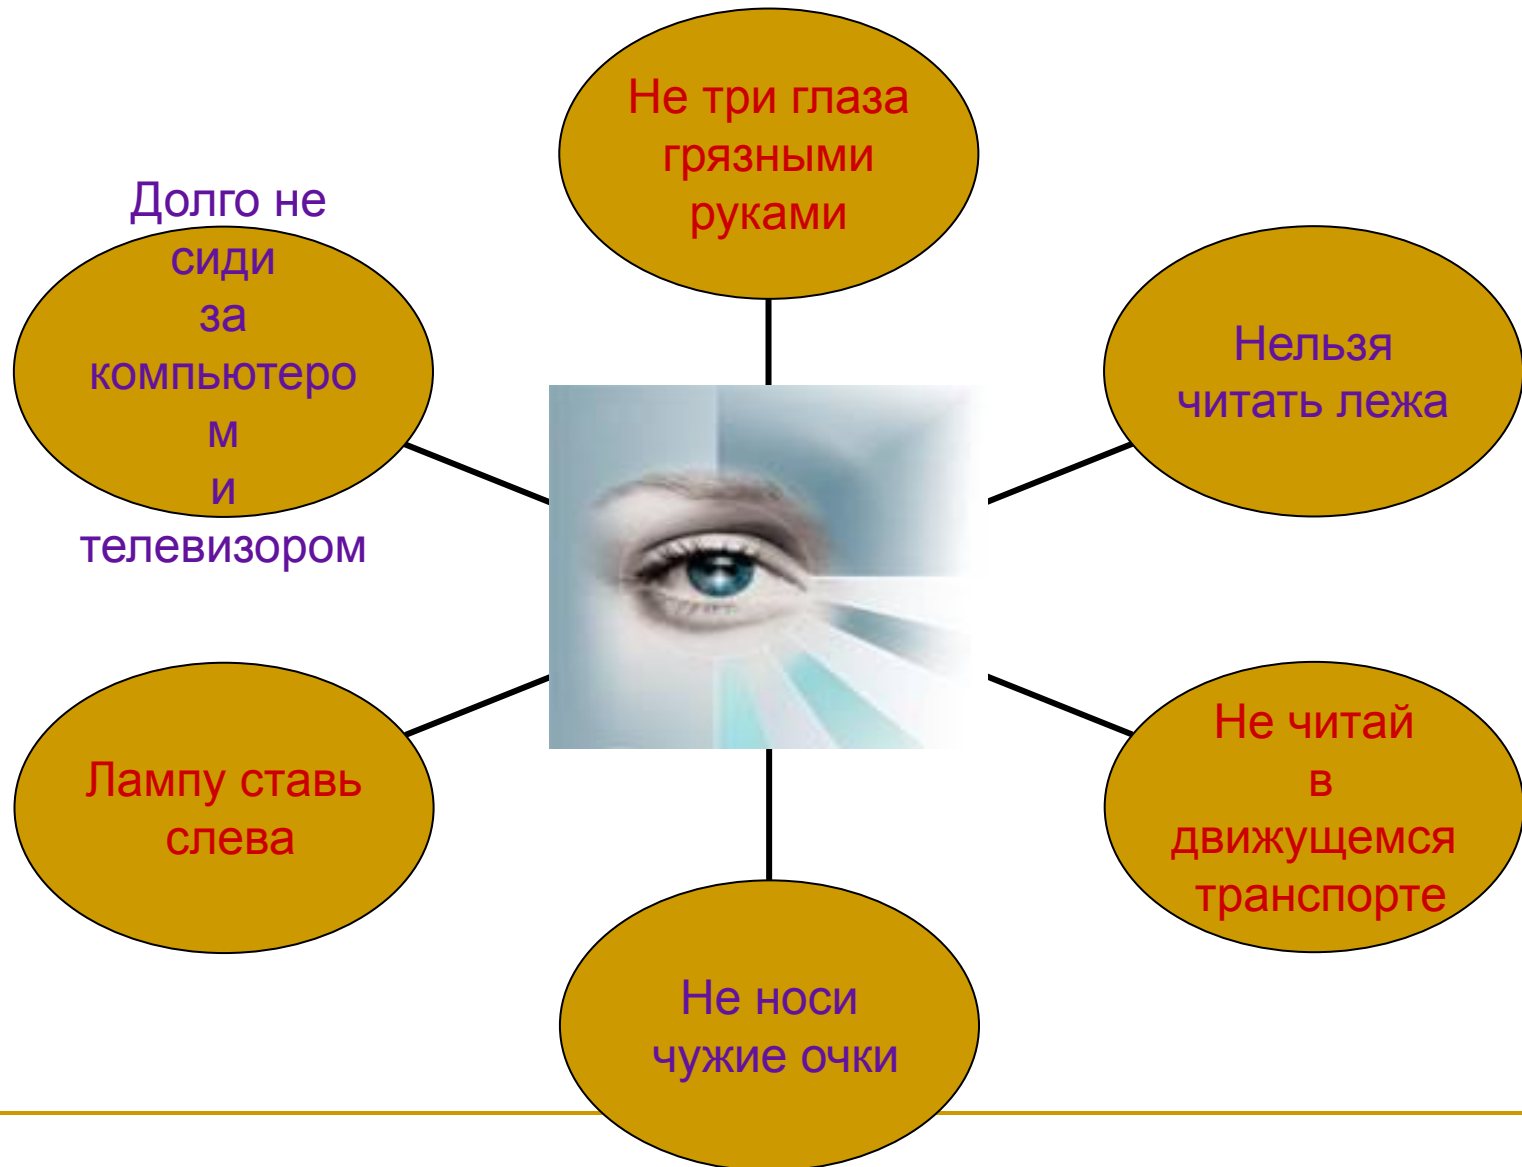 Не три глаза
грязными
руками
Нельзя
читать лежа
Не читай
в
движущемся
транспорте
Не носи
чужие очки
Лампу ставь
слева
Долго не
сиди
за
компьютеро
м
и
телевизором